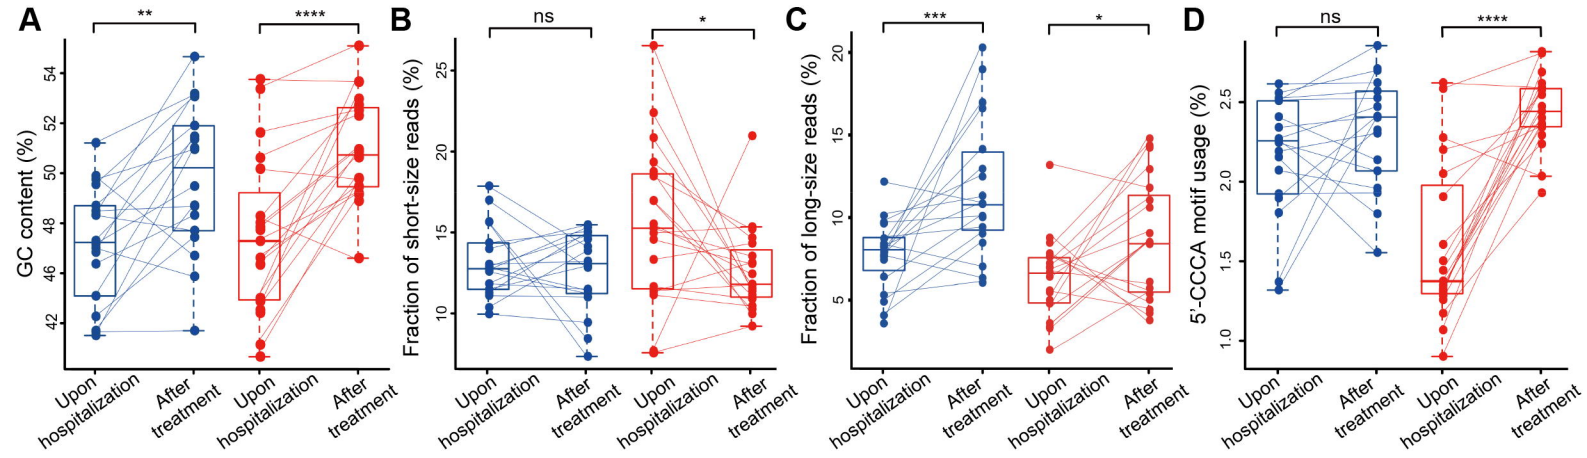 A
GC content (%)
54
52
50
48
46
44
42
**
****
Upon
hospitalization
After
treatment
Upon
hospitalization
After
treatment
B
Fraction of short-size reads (%)
25
20
15
10
ns
*
Upon
hospitalization
After
treatment
Upon
hospitalization
After
treatment
C
Fraction of long-size reads (%)
20
15
10
5
***
*
Upon
hospitalization
After
treatment
Upon
hospitalization
After
treatment
D
5'-CCCA motif usage (%)
2.5
2.0
1.5
1.0
ns
****
Upon
hospitalization
After
treatment
Upon
hospitalization
After
treatment